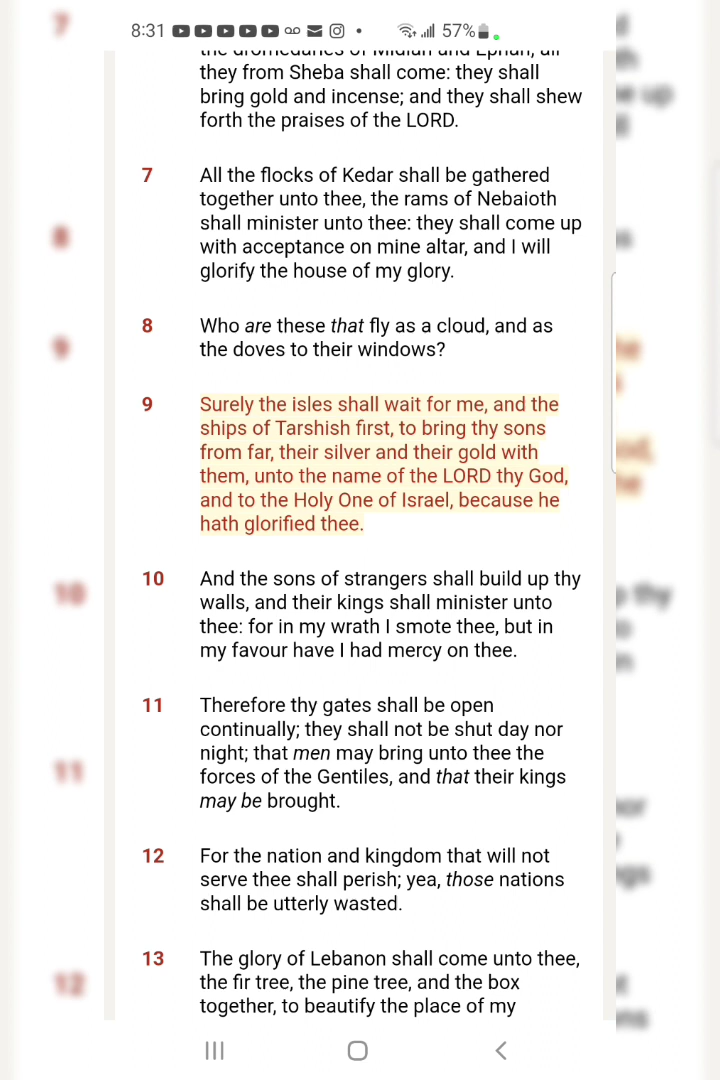 8:31 57%
the dromedaries of Midian and Ephah; all
they from Sheba shall come: they shall
bring gold and incense; and they shall shew
forth the praises of the LORD.
7 All the flocks of Kedar shall be gathered
together unto thee, the rams of Nebaioth
shall minister unto thee: they shall come up
with acceptance on mine altar, and I will
glorify the house of my glory.
8 Who are these that fly as a cloud, and as
the doves to their windows?
9 Surely the isles shall wait for me, and the
ships of Tarshish first, to bring thy sons
from far, their silver and their gold with
them, unto the name of the LORD thy God,
and to the Holy One of Israel, because he
hath glorified thee.
10 And the sons of strangers shall build up thy
walls, and their kings shall minister unto
thee: for in my wrath I smote thee, but in
my favour have I had mercy on thee.
11 Therefore thy gates shall be open
continually; they shall not be shut day nor
night; that men may bring unto thee the
forces of the Gentiles, and that their kings
may be brought.
12 For the nation and kingdom that will not
serve thee shall perish; yea, those nations
shall be utterly wasted.
13 The glory of Lebanon shall come unto thee,
the fir tree, the pine tree, and the box
together, to beautify the place of my